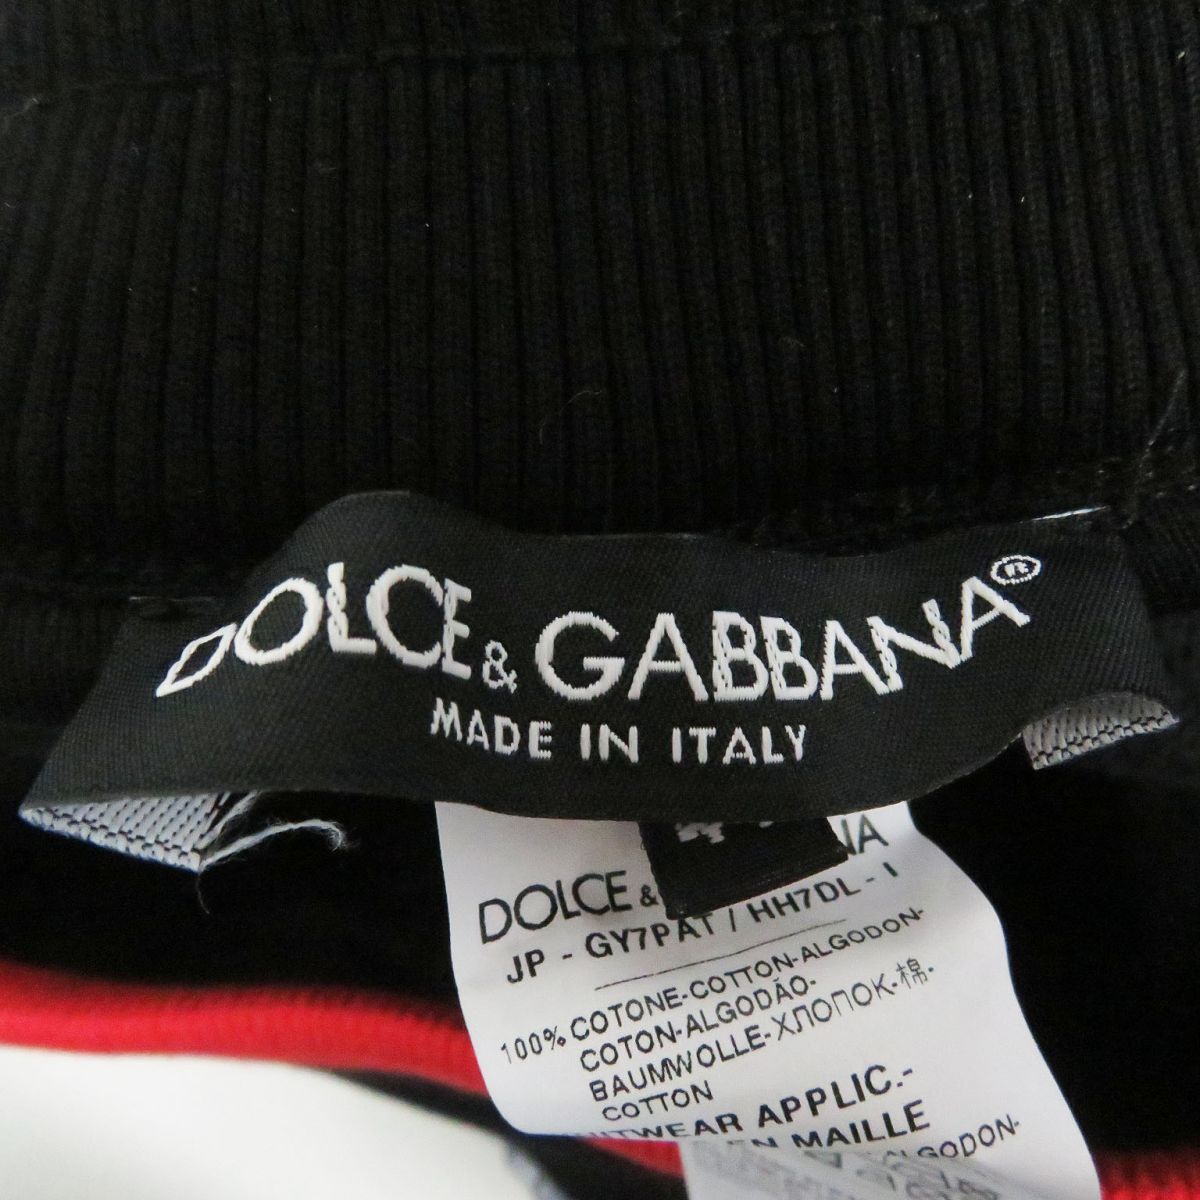 DOLCE & GABBANA®
MADE IN ITALY
DOLCE &
JP - GY7PAT / HH7DL - I
100% COTONE-COTTON-ALGODON-
COTON-ALGODÃO-
BAUMWOLLE-ХЛОПОК-棉-
COTTON
APPLIC.-
MAILLE